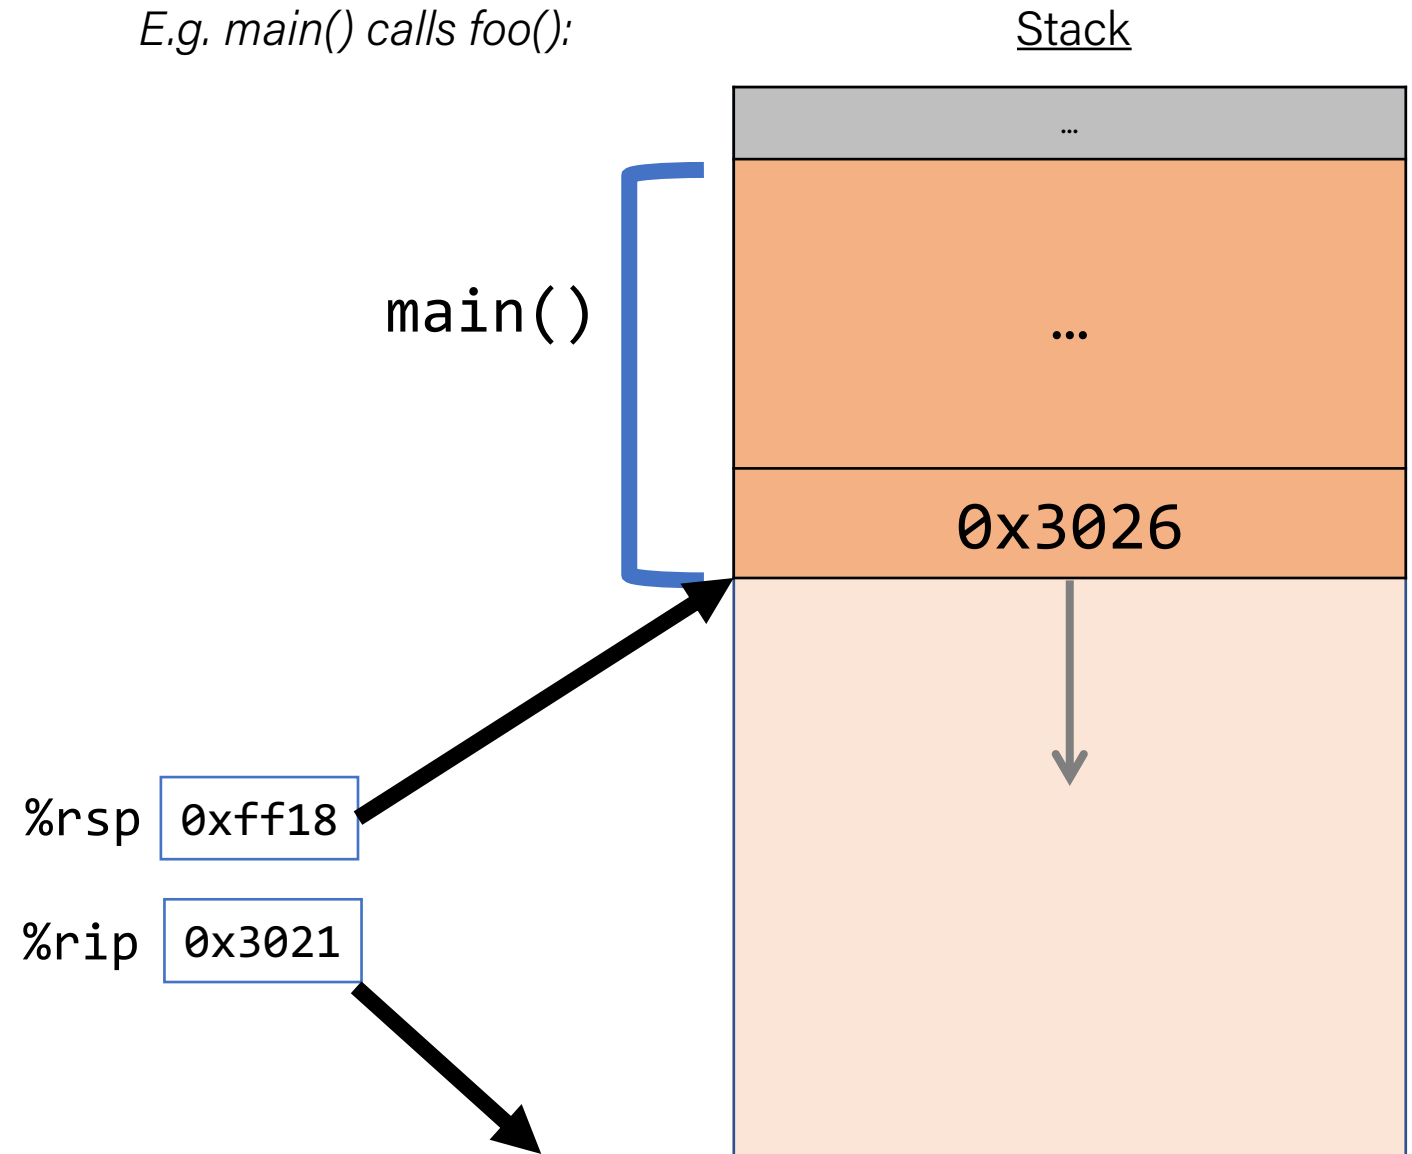 E.g. main() calls foo():
Stack
…
main()
…
0x3026
%rsp 0xff18
%rip 0x3021